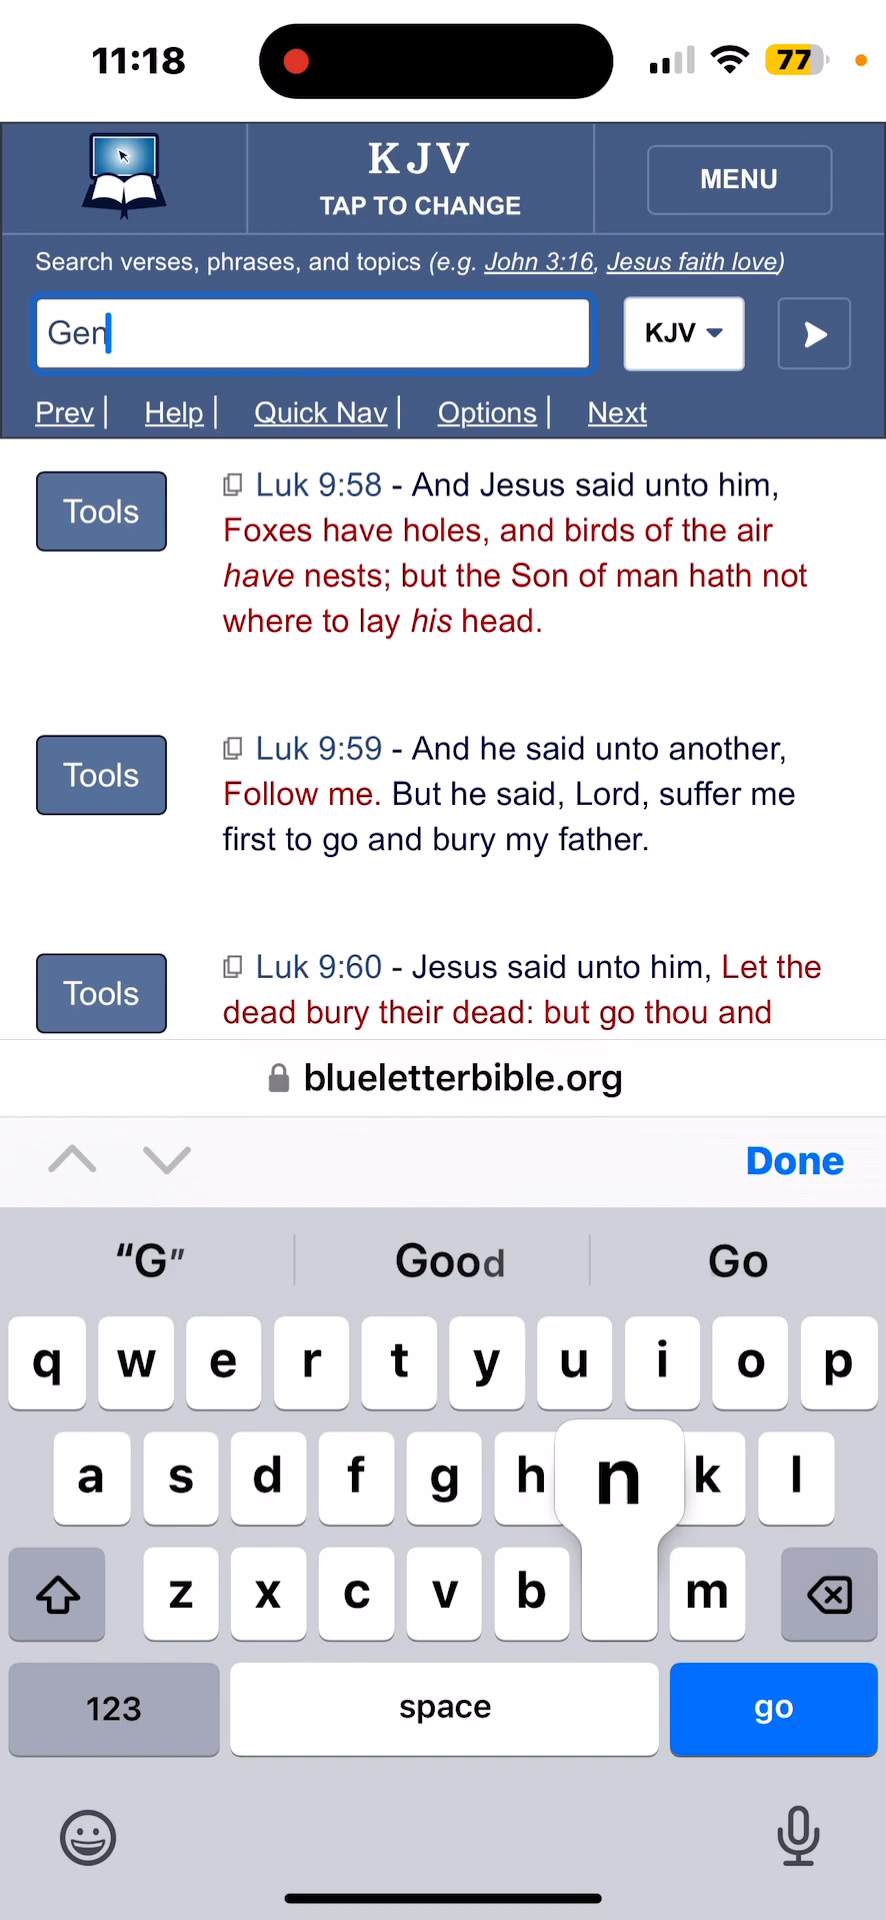 11:18
77
KJV
TAP TO CHANGE
MENU
Search verses, phrases, and topics (e.g. John 3:16, Jesus faith love)
Gen
KJV
Prev | Help | Quick Nav | Options | Next
Tools
Luk 9:58 - And Jesus said unto him,
Foxes have holes, and birds of the air
have nests; but the Son of man hath not
where to lay his head.
Tools
Luk 9:59 - And he said unto another,
Follow me. But he said, Lord, suffer me
first to go and bury my father.
Tools
Luk 9:60 - Jesus said unto him, Let the
dead bury their dead: but go thou and
blueletterbible.org
Done
“G” Good Go
q w e r t y u i o p
a s d f g h n k l
z x c v b m
123 space go